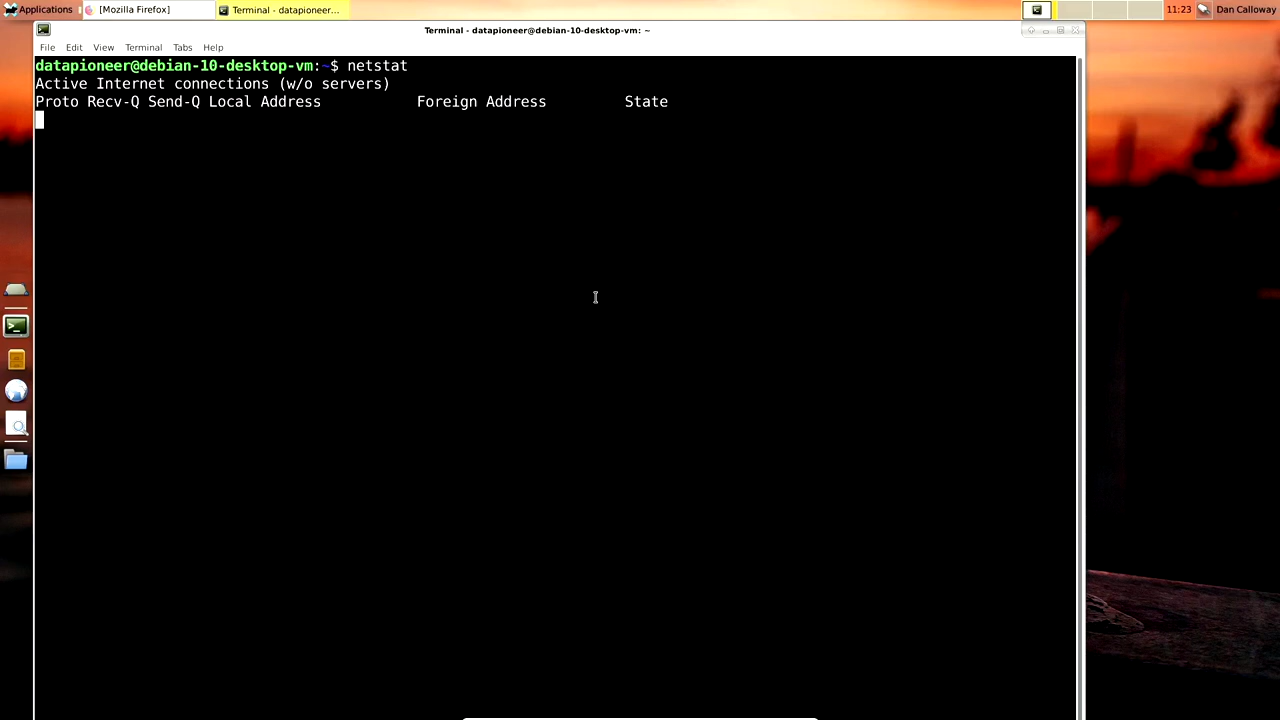 Applications [Mozilla Firefox] Terminal - datapioneer... 11:23 Dan Calloway
Terminal - datapioneer@debian-10-desktop-vm: ~
File Edit View Terminal Tabs Help
datapioneer@debian-10-desktop-vm:~$ netstat
Active Internet connections (w/o servers)
Proto Recv-Q Send-Q Local Address Foreign Address State